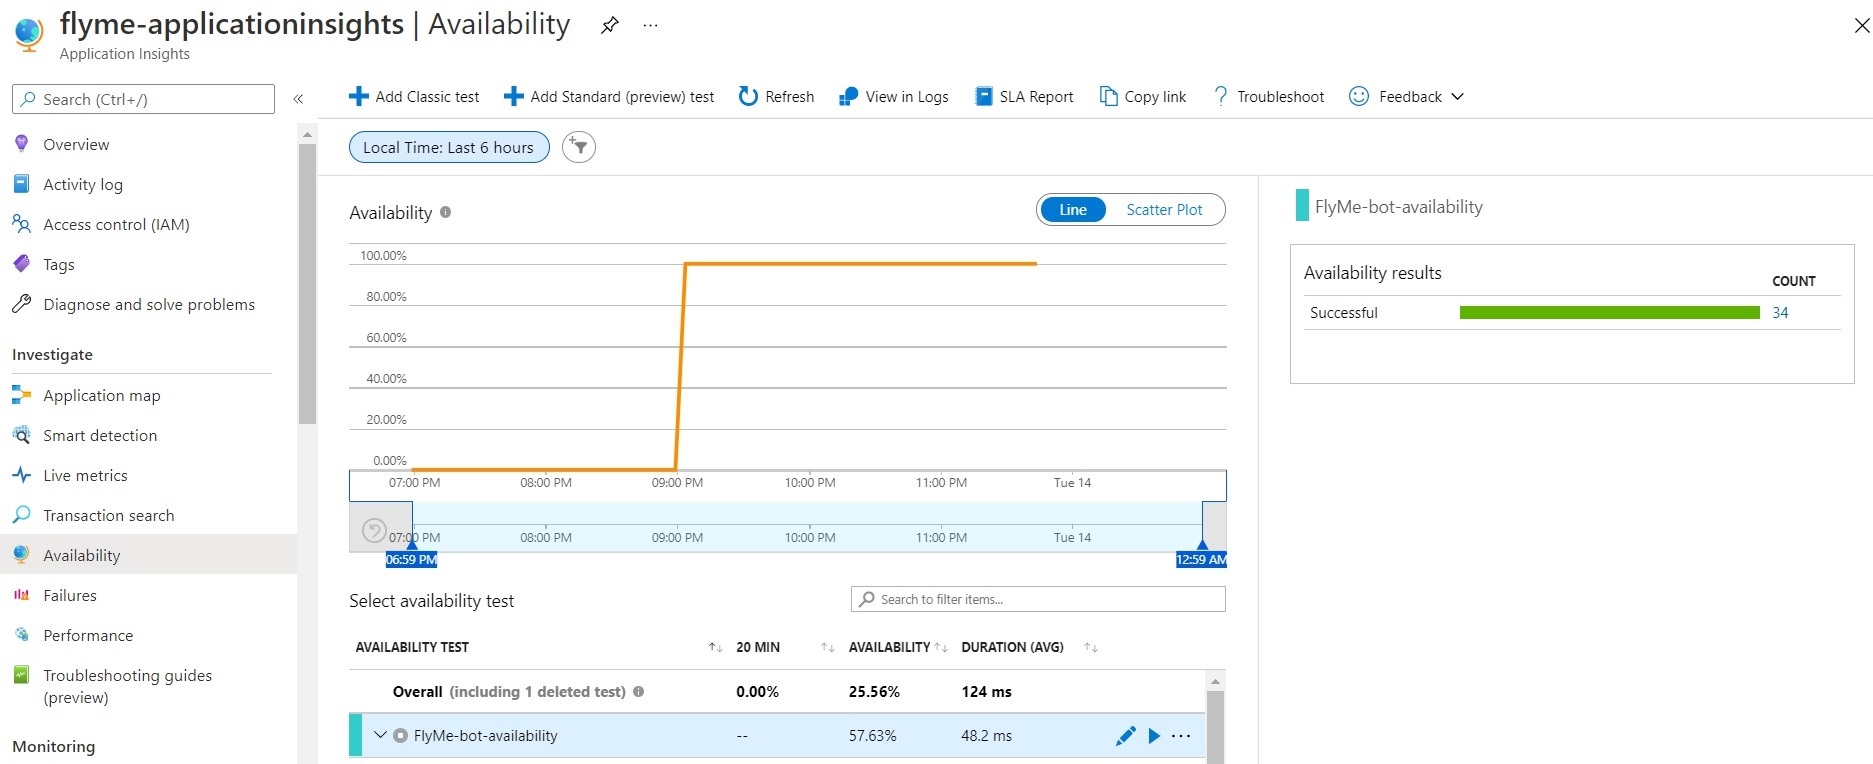 flyme-applicationinsights | Availability
Application Insights
Search (Ctrl+/)
Overview
Activity log
Access control (IAM)
Tags
Diagnose and solve problems
Investigate
Application map
Smart detection
Live metrics
Transaction search
Availability
Failures
Performance
Troubleshooting guides
(preview)
Monitoring
Add Classic test
Add Standard (preview) test
Refresh
View in Logs
SLA Report
Copy link
Troubleshoot
Feedback
Local Time: Last 6 hours
Availability
Line
Scatter Plot
100.00%
80.00%
60.00%
40.00%
20.00%
0.00%
07:00 PM 08:00 PM 09:00 PM 10:00 PM 11:00 PM Tue 14
07:00 PM 08:00 PM 09:00 PM 10:00 PM 11:00 PM Tue 14
06:59 PM 12:59 AM
Select availability test
Search to filter items...
AVAILABILITY TEST 20 MIN AVAILABILITY DURATION (AVG)
Overall (including 1 deleted test) 0.00% 25.56% 124 ms
FlyMe-bot-availability -- 57.63% 48.2 ms
FlyMe-bot-availability
Availability results
COUNT
Successful 34